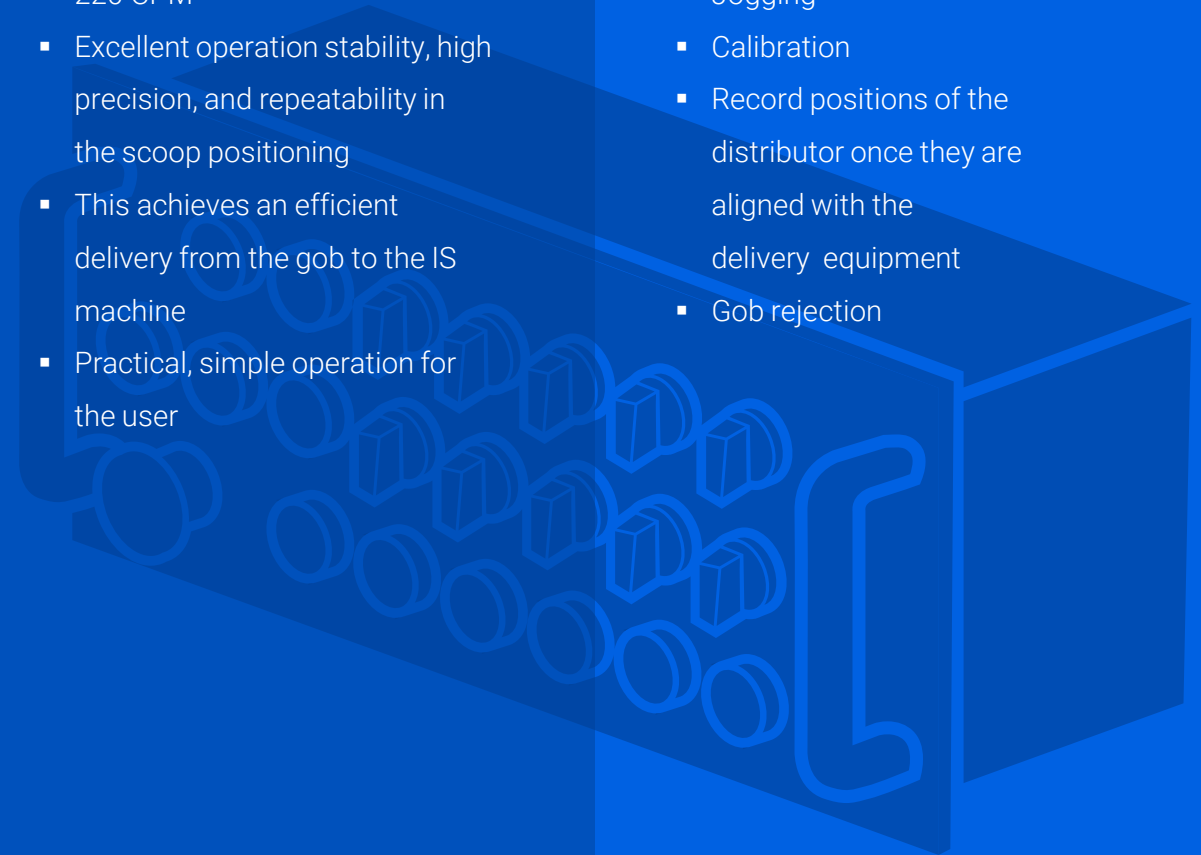 ▪ Excellent operation stability, high
precision, and repeatability in
the scoop positioning
▪ This achieves an efficient
delivery from the gob to the IS
machine
▪ Practical, simple operation for
the user
▪ Calibration
▪ Record positions of the
distributor once they are
aligned with the
delivery  equipment
▪ Gob rejection